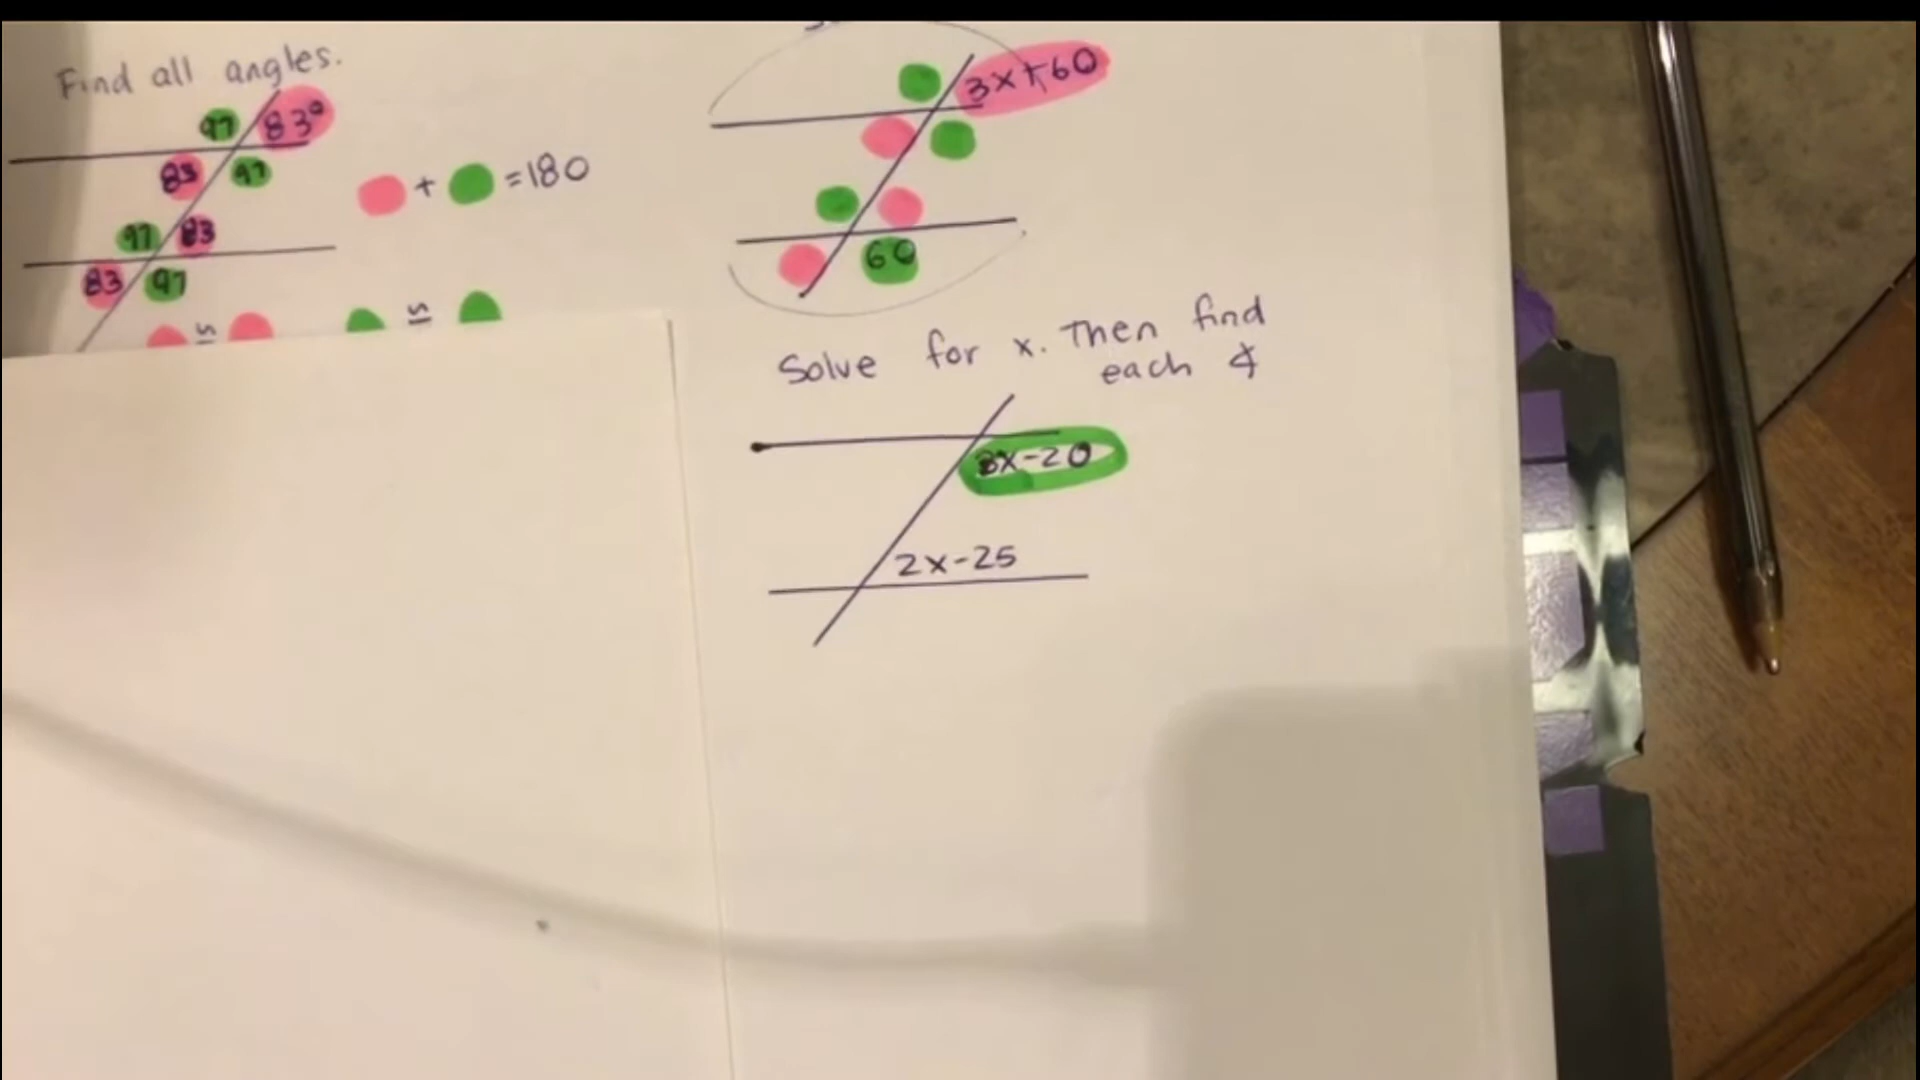 Find all angles.
97 83°
83 97
+ = 180
97 83
83 97
≅ ≅
3x+60
60
Solve for x. Then find
each ∡
3x-20
2x-25